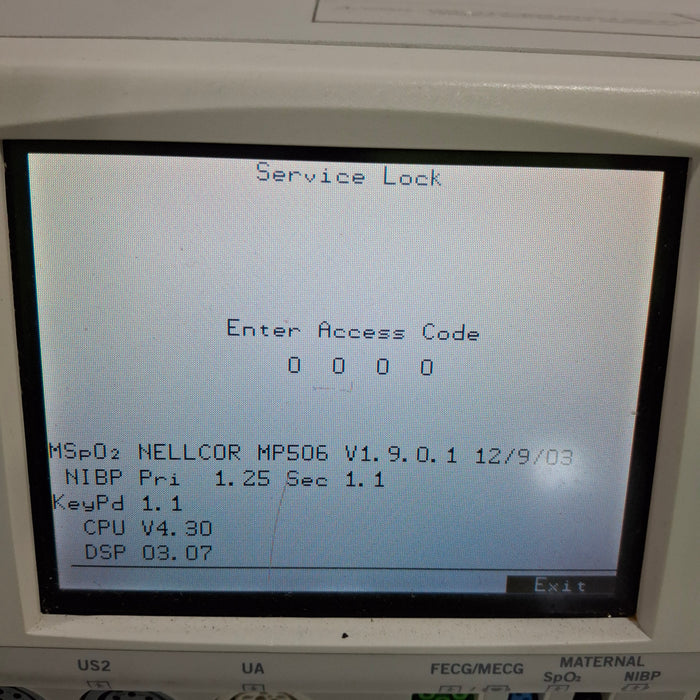 Service Lock
Enter Access Code
0 0 0 0
MSpO₂ NELLCOR MP506 V1.9.0.1 12/9/03
NIBP Pri 1.25 Sec 1.1
KeyPd 1.1
CPU V4.30
DSP 03.07
Exit
US2 UA FECG/MECG MATERNAL
SpO₂ NIBP